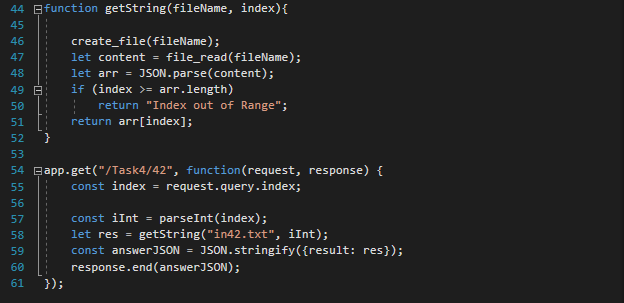 44 function getString(fileName, index){
45
46 create_file(fileName);
47 let content = file_read(fileName);
48 let arr = JSON.parse(content);
49 if (index >= arr.length)
50 return "Index out of Range";
51 return arr[index];
52 }
53
54 app.get("/Task4/42", function(request, response) {
55 const index = request.query.index;
56
57 const iInt = parseInt(index);
58 let res = getString("in42.txt", iInt);
59 const answerJSON = JSON.stringify({result: res});
60 response.end(answerJSON);
61 });